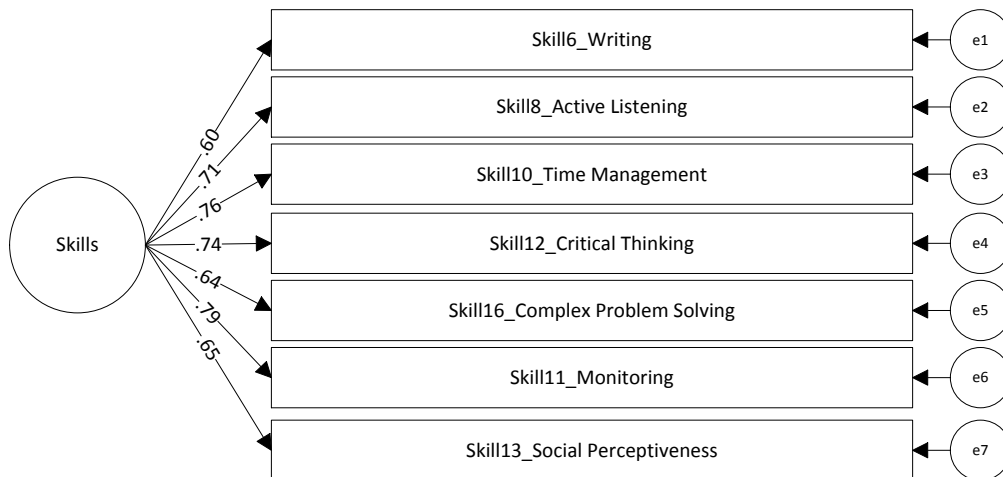 Skill6_Writing
e1
Skill8_Active Listening
e2
.60
.71
Skill10_Time Management
e3
.76
Skills
.74
Skill12_Critical Thinking
e4
.64
Skill16_Complex Problem Solving
e5
.79
.65
Skill11_Monitoring
e6
Skill13_Social Perceptiveness
e7